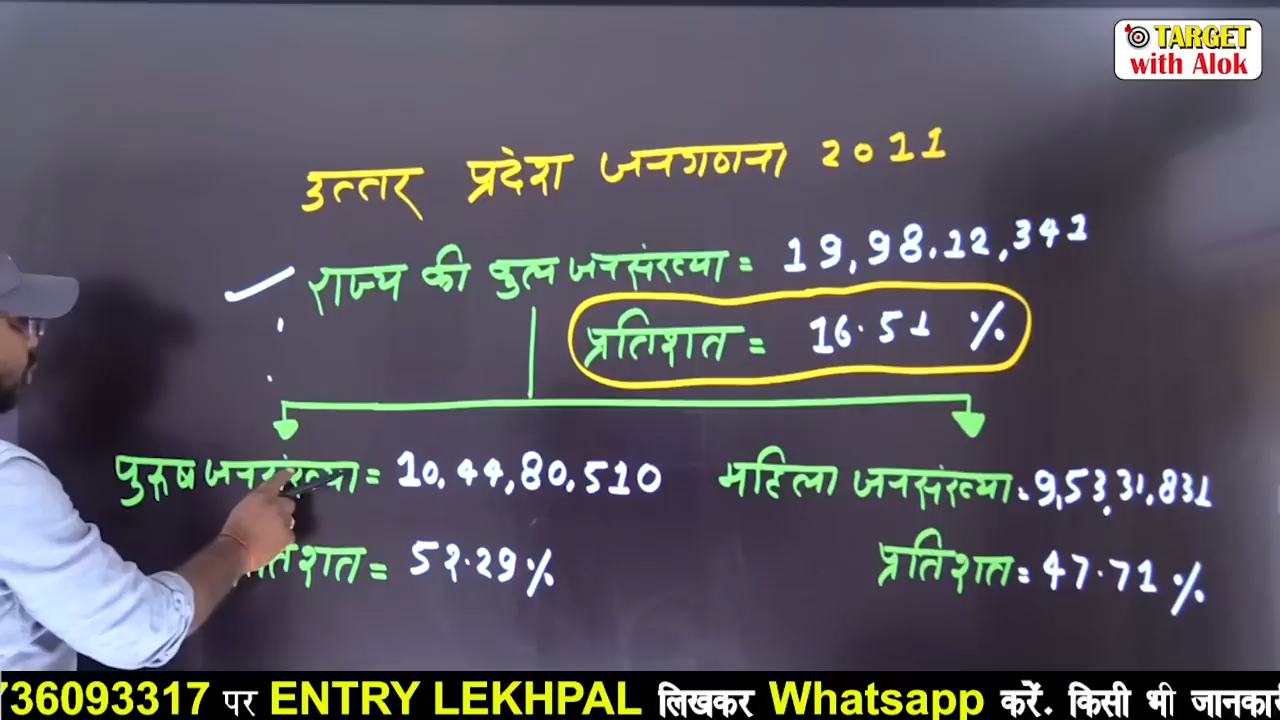 TARGET
with Alok
उत्तर प्रदेश जनगणना 2011
राज्य की कुल जनसंख्या = 19,98,12,341
प्रतिशत = 16.51 %
पुरुष जनसंख्या = 10,44,80,510
महिला जनसंख्या = 9,53,31,831
प्रतिशत = 52.29%
प्रतिशत = 47.71%
736093317 पर ENTRY LEKHPAL लिखकर Whatsapp करें. किसी भी